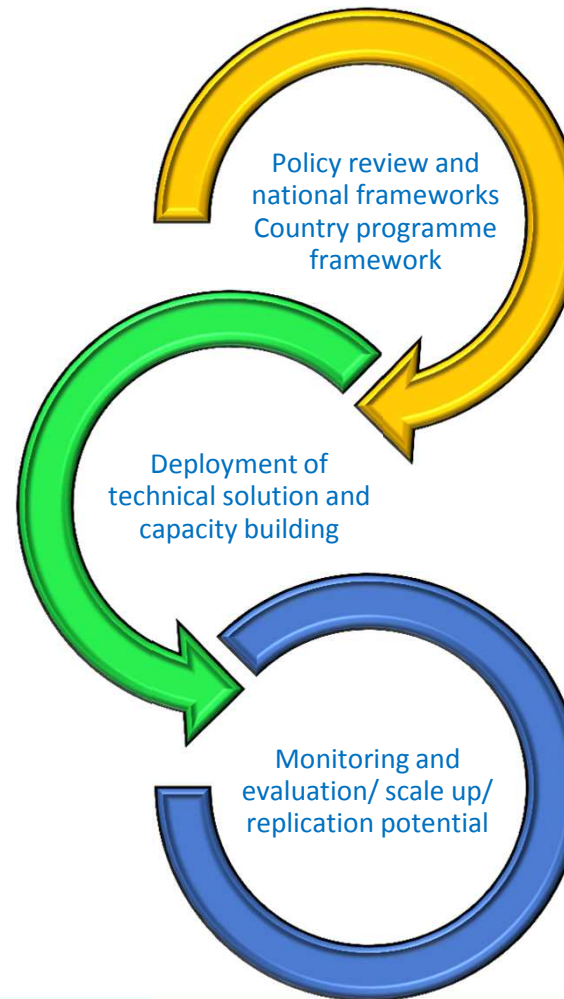 Policy review and
national frameworks
Country programme
framework
Deployment of
technical solution and
capacity building
Monitoring and
evaluation/ scale up/
replication potential